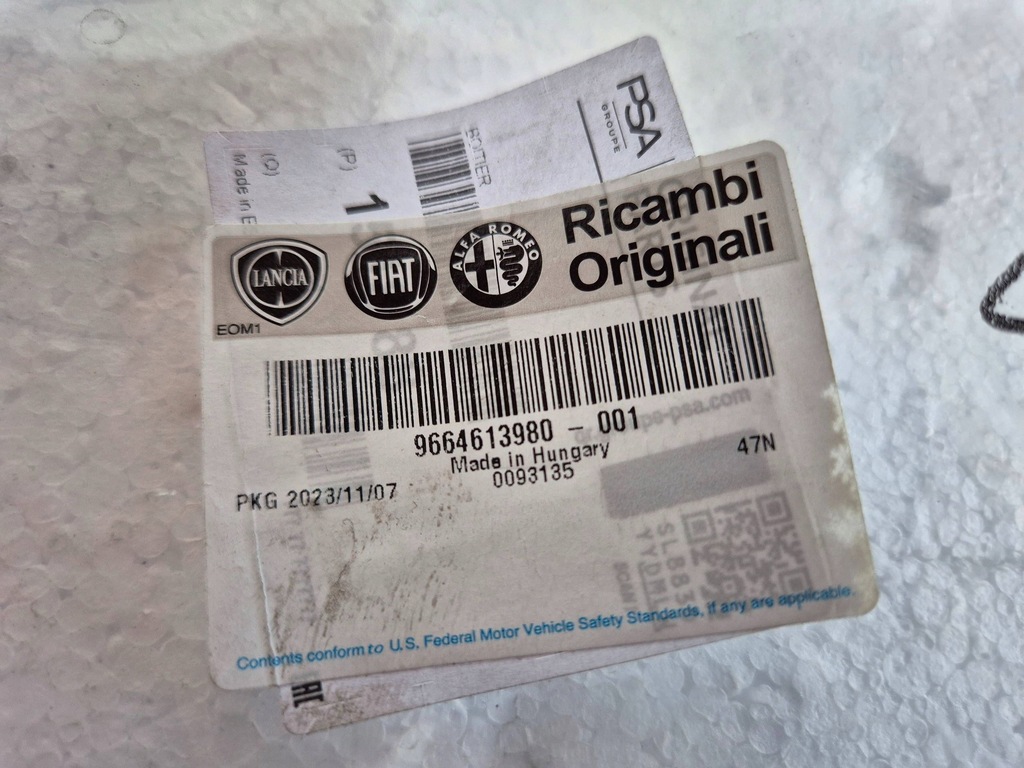 PSA
GROUPE
BOITIER
(P)
1
(Q)
Made in E
LANCIA
FIAT
ALFA ROMEO
Ricambi
Originali
EOM1
9664613980 - 001
Made in Hungary
0093135
47N
PKG 2023/11/07
Contents conform to U.S. Federal Motor Vehicle Safety Standards, if any are applicable.